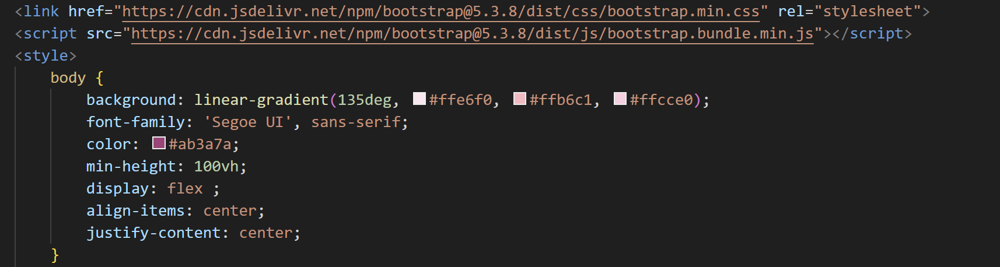 <link href="https://cdn.jsdelivr.net/npm/bootstrap@5.3.8/dist/css/bootstrap.min.css" rel="stylesheet">
<script src="https://cdn.jsdelivr.net/npm/bootstrap@5.3.8/dist/js/bootstrap.bundle.min.js"></script>
<style>
    body {
        background: linear-gradient(135deg, #ffe6f0, #ffb6c1, #ffcce0);
        font-family: 'Segoe UI', sans-serif;
        color: #ab3a7a;
        min-height: 100vh;
        display: flex ;
        align-items: center;
        justify-content: center;
    }